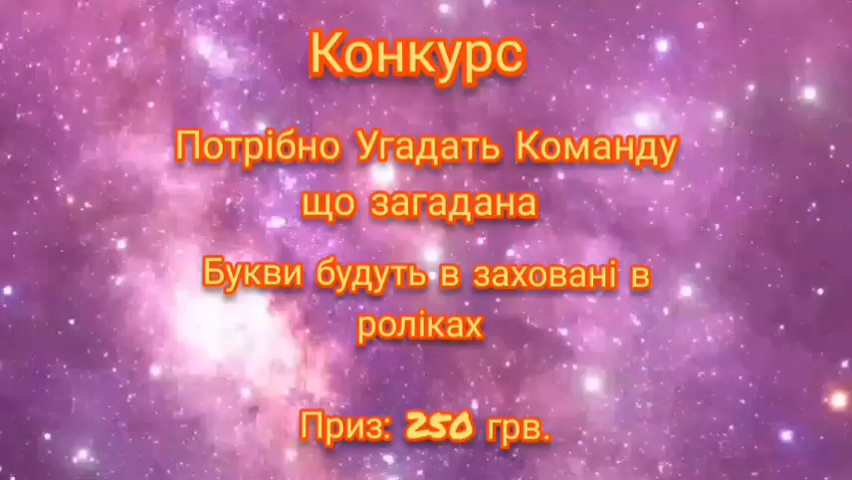 Конкурс
Потрібно Угадать Команду
що загадана
Букви будуть в заховані в
роліках
Приз: 250 грв.